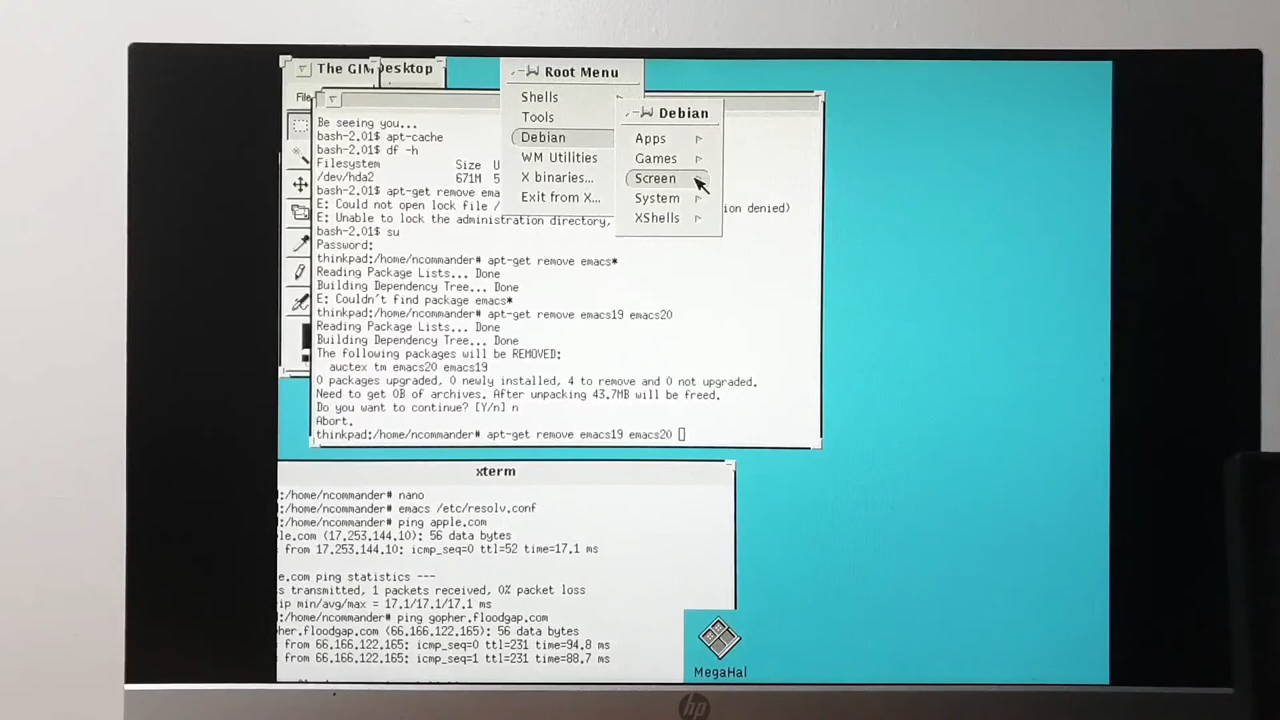 The GIM
Desktop
File
Root Menu
Shells
Tools
Debian
WM Utilities
X binaries...
Exit from X...
Debian
Apps
Games
Screen
System
XShells
Be seeing you...
bash-2.01$ apt-cache
bash-2.01$ df -h
Filesystem Size U
/dev/hda2 671M 5
bash-2.01$ apt-get remove ema
E: Could not open lock file / ion denied)
E: Unable to lock the administration directory,
bash-2.01$ su
Password:
thinkpad:/home/ncommander# apt-get remove emacs*
Reading Package Lists... Done
Building Dependency Tree... Done
E: Couldn't find package emacs*
thinkpad:/home/ncommander# apt-get remove emacs19 emacs20
Reading Package Lists... Done
Building Dependency Tree... Done
The following packages will be REMOVED:
auctex tm emacs20 emacs19
0 packages upgraded, 0 newly installed, 4 to remove and 0 not upgraded.
Need to get 0B of archives. After unpacking 43.7MB will be freed.
Do you want to continue? [Y/n] n
Abort.
thinkpad:/home/ncommander# apt-get remove emacs19 emacs20
xterm
:/home/ncommander# nano
:/home/ncommander# emacs /etc/resolv.conf
:/home/ncommander# ping apple.com
le.com (17.253.144.10): 56 data bytes
from 17.253.144.10: icmp_seq=0 ttl=52 time=17.1 ms
e.com ping statistics ---
s transmitted, 1 packets received, 0% packet loss
ip min/avg/max = 17.1/17.1/17.1 ms
:/home/ncommander# ping gopher.floodgap.com
her.floodgap.com (66.166.122.165): 56 data bytes
from 66.166.122.165: icmp_seq=0 ttl=231 time=94.8 ms
from 66.166.122.165: icmp_seq=1 ttl=231 time=88.7 ms
MegaHal
hp